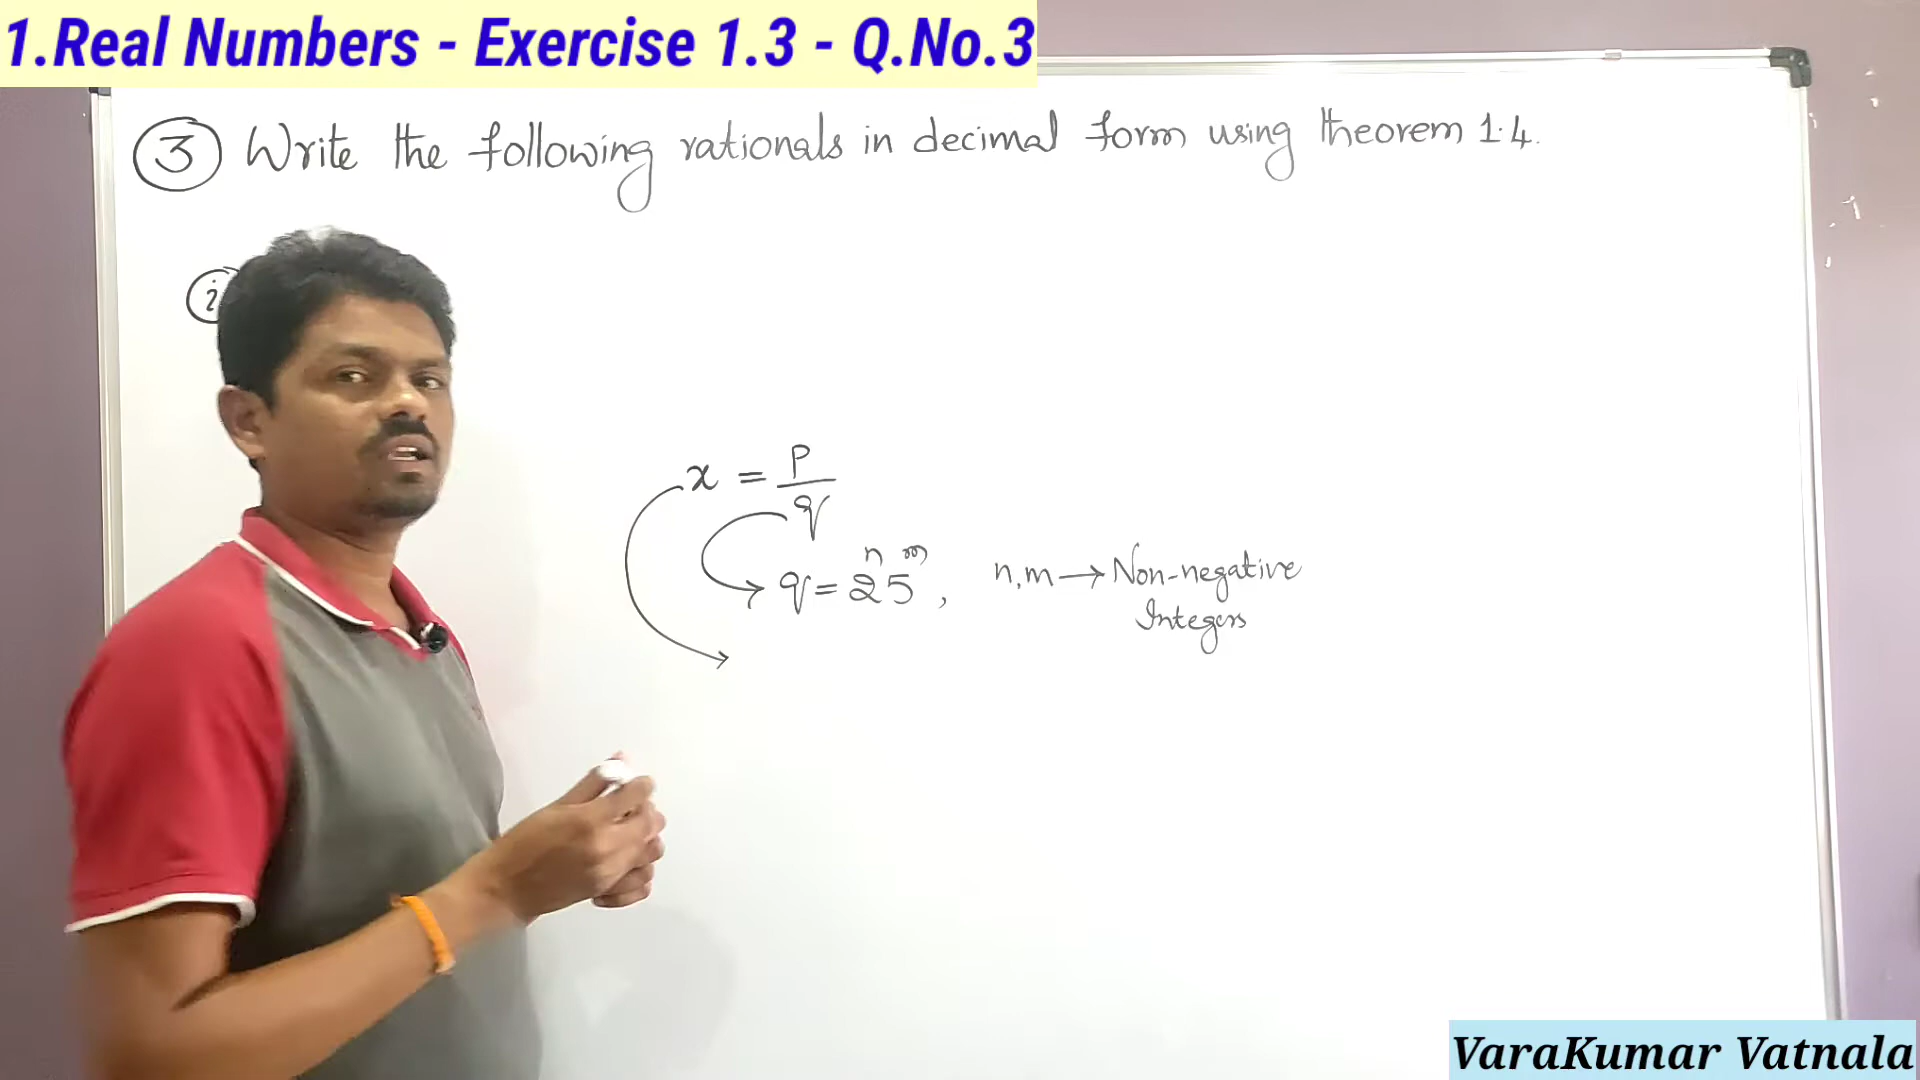 1.Real Numbers - Exercise 1.3 - Q.No.3
③ Write the following rationals in decimal form using theorem 1.4.
i
x = p/q
q = 2ⁿ5ᵐ, n,m → Non-negative
Integers
VaraKumar Vatnala